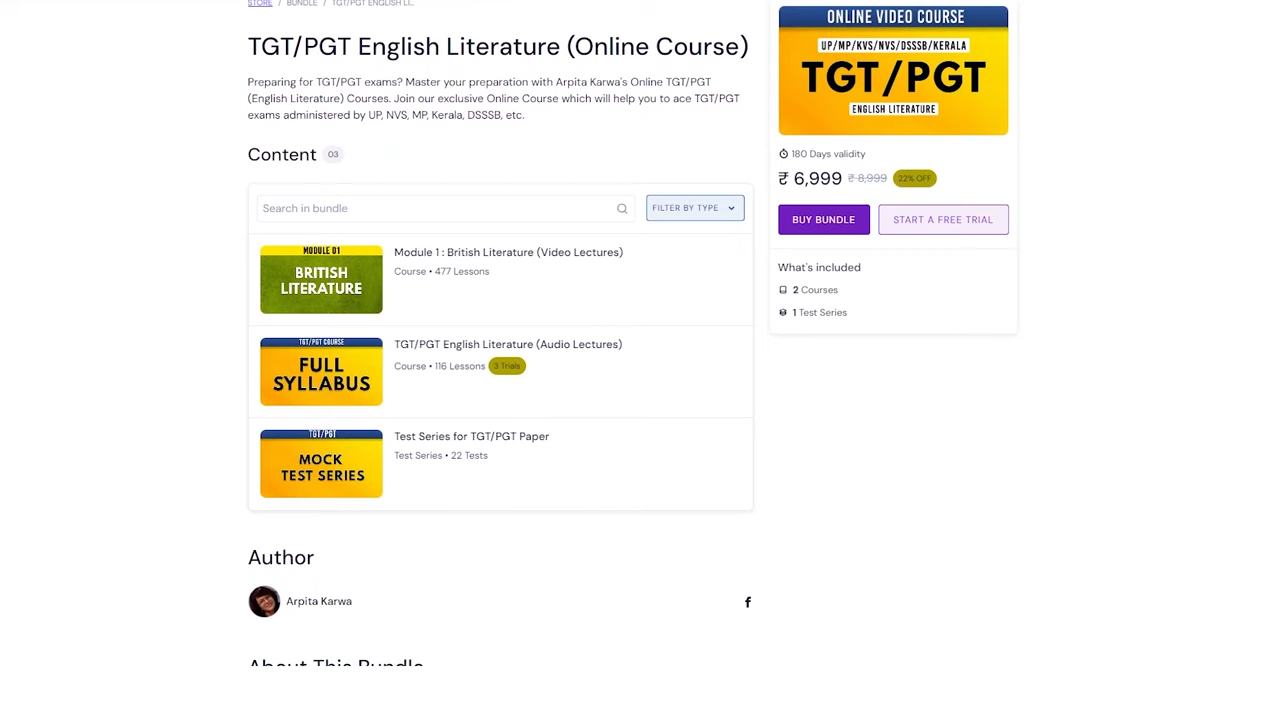 STORE / BUNDLE / TGT/PGT ENGLISH LI...
TGT/PGT English Literature (Online Course)
Preparing for TGT/PGT exams? Master your preparation with Arpita Karwa's Online TGT/PGT
(English Literature) Courses. Join our exclusive Online Course which will help you to ace TGT/PGT
exams administered by UP, NVS, MP, Kerala, DSSSB, etc.
Content 03
Search in bundle
FILTER BY TYPE
MODULE 01
BRITISH
LITERATURE
Module 1 : British Literature (Video Lectures)
Course • 477 Lessons
TGT/PGT COURSE
FULL
SYLLABUS
TGT/PGT English Literature (Audio Lectures)
Course • 116 Lessons 3 Trials
TGT/PGT
MOCK
TEST SERIES
Test Series for TGT/PGT Paper
Test Series • 22 Tests
Author
Arpita Karwa
About This Bundle
ONLINE VIDEO COURSE
UP/MP/KVS/NVS/DSSSB/KERALA
TGT/PGT
ENGLISH LITERATURE
180 Days validity
₹ 6,999 ₹ 8,999 22% OFF
BUY BUNDLE
START A FREE TRIAL
What's included
2 Courses
1 Test Series